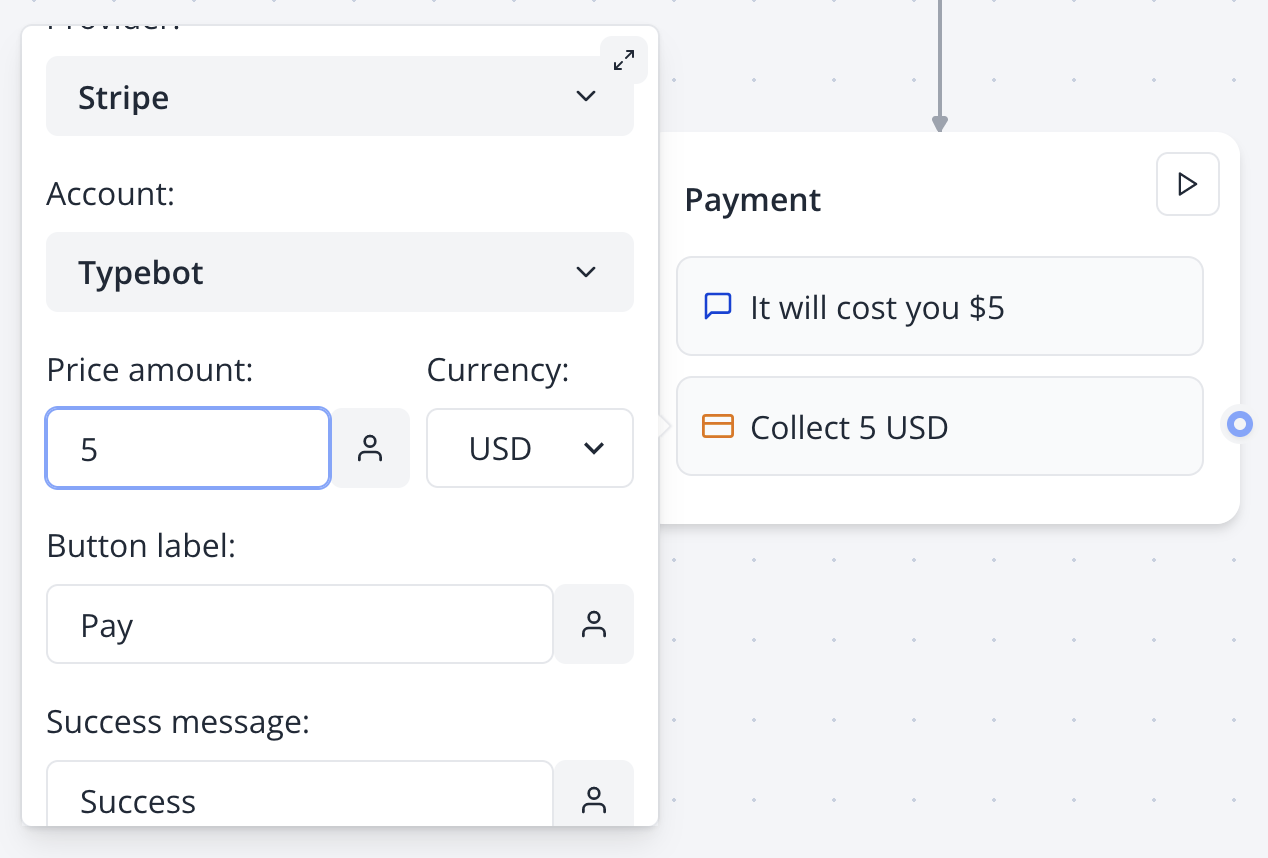 Provider:
Stripe
Account:
Typebot
Price amount:
Currency:
5
USD
Button label:
Pay
Success message:
Success
Payment
It will cost you $5
Collect 5 USD